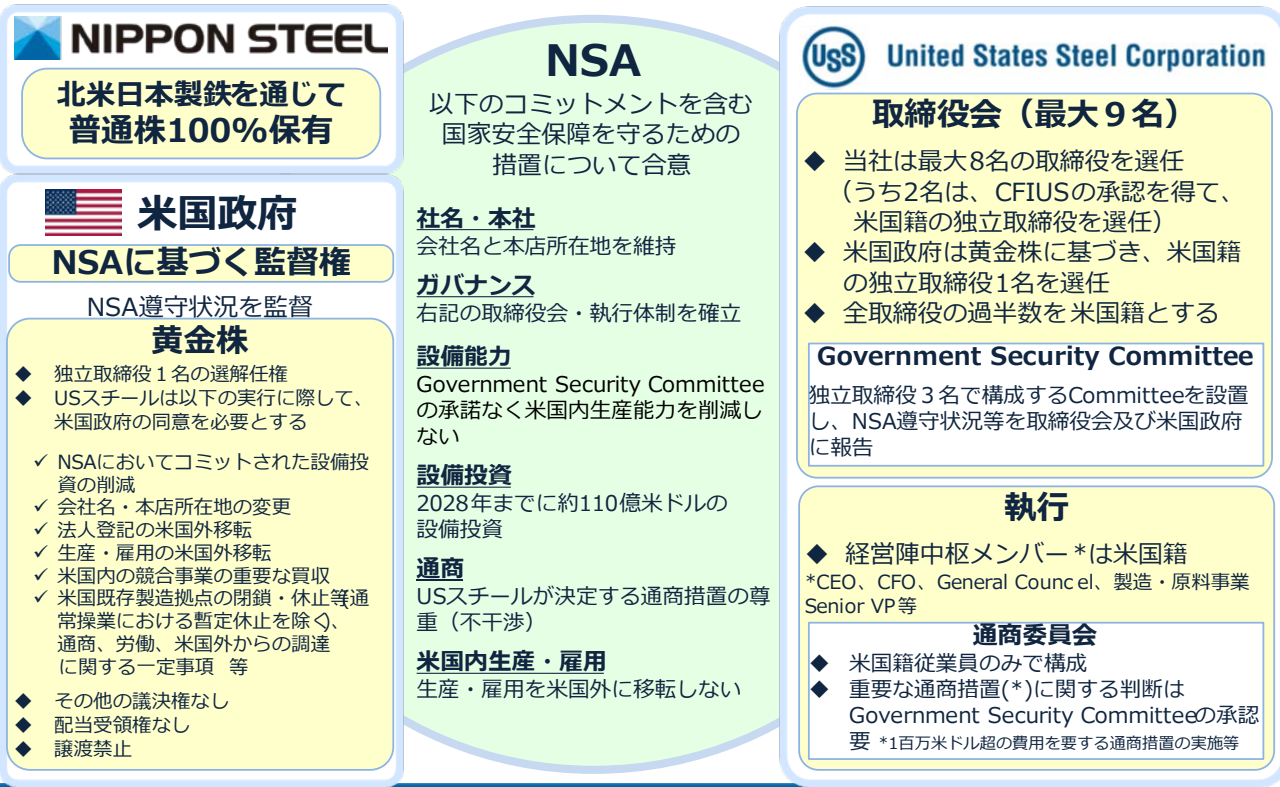 NIPPON STEEL
北米日本製鉄を通じて
普通株100%保有
米国政府
NSAに基づく監督権
NSA遵守状況を監督
黄金株
◆ 独立取締役１名の選解任権
◆ USスチールは以下の実行に際して、
米国政府の同意を必要とする
✓ NSAにおいてコミットされた設備投
資の削減
✓ 会社名・本店所在地の変更
✓ 法人登記の米国外移転
✓ 生産・雇用の米国外移転
✓ 米国内の競合事業の重要な買収
✓ 米国既存製造拠点の閉鎖・休止等(通
常操業における暫定休止を除く)、
通商、労働、米国外からの調達
に関する一定事項 等
◆ その他の議決権なし
◆ 配当受領権なし
◆ 譲渡禁止
NSA
以下のコミットメントを含む
国家安全保障を守るための
措置について合意
社名・本社
会社名と本店所在地を維持
ガバナンス
右記の取締役会・執行体制を確立
設備能力
Government Security Committee
の承諾なく米国内生産能力を削減し
ない
設備投資
2028年までに約110億米ドルの
設備投資
通商
USスチールが決定する通商措置の尊
重（不干渉）
米国内生産・雇用
生産・雇用を米国外に移転しない
USS United States Steel Corporation
取締役会（最大９名）
◆ 当社は最大8名の取締役を選任
（うち2名は、CFIUSの承認を得て、
米国籍の独立取締役を選任）
◆ 米国政府は黄金株に基づき、米国籍
の独立取締役1名を選任
◆ 全取締役の過半数を米国籍とする
Government Security Committee
独立取締役３名で構成するCommitteeを設置
し、NSA遵守状況等を取締役会及び米国政府
に報告
執行
◆ 経営陣中枢メンバー*は米国籍
*CEO、CFO、General Councel、製造・原料事業
Senior VP等
通商委員会
◆ 米国籍従業員のみで構成
◆ 重要な通商措置(*)に関する判断は
Government Security Committeeの承認
要 *1百万米ドル超の費用を要する通商措置の実施等